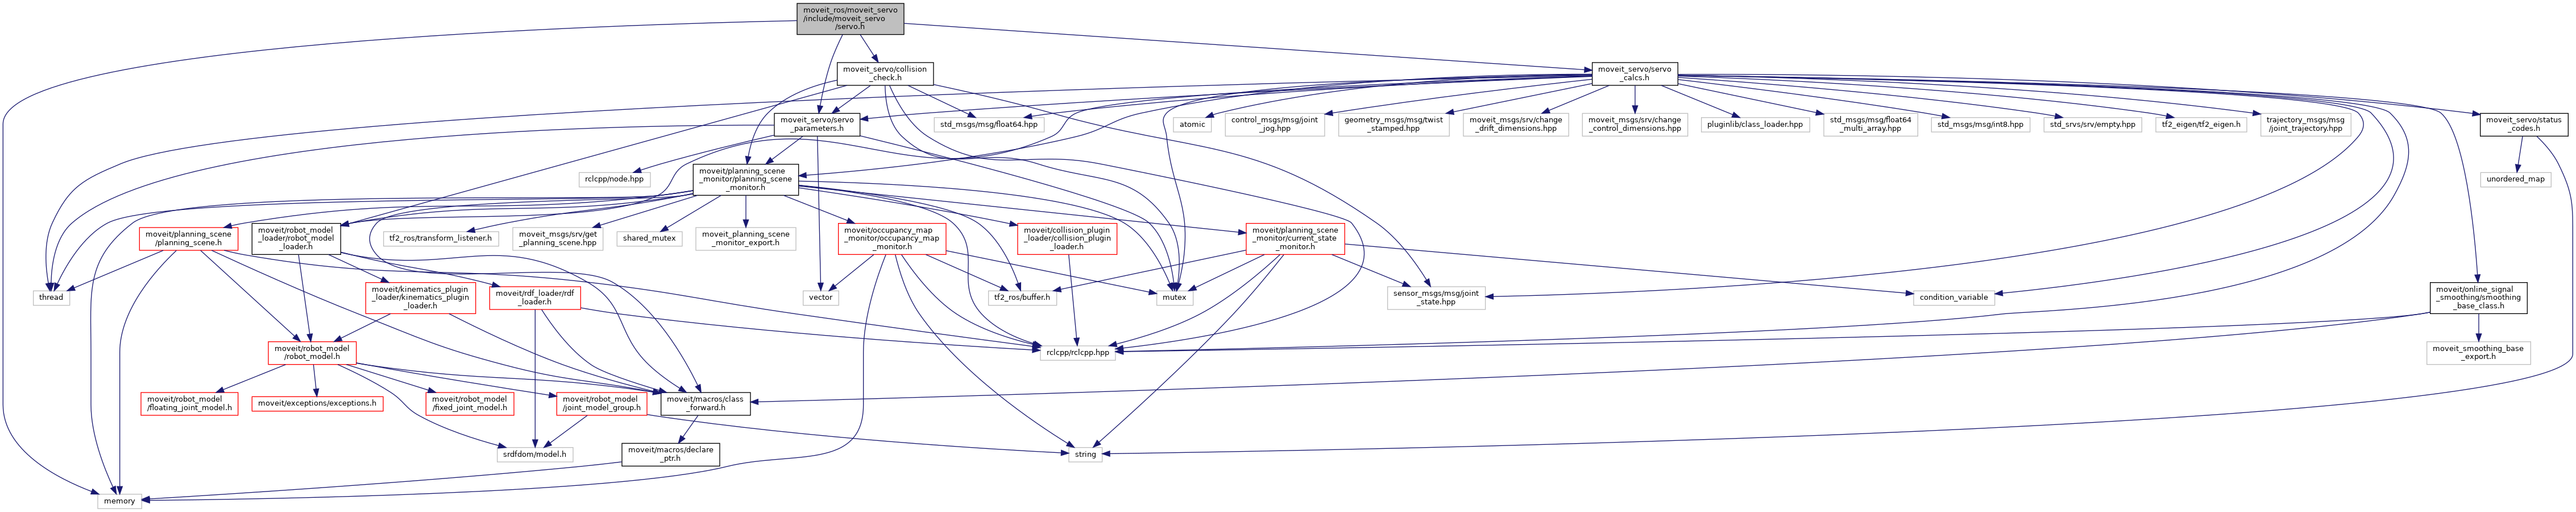 moveit_ros/moveit_servo
/include/moveit_servo
/servo.h
moveit_servo/collision
_check.h
moveit_servo/servo
_calcs.h
moveit_servo/servo
_parameters.h
std_msgs/msg/float64.hpp
atomic
control_msgs/msg/joint
_jog.hpp
geometry_msgs/msg/twist
_stamped.hpp
moveit_msgs/srv/change
_drift_dimensions.hpp
moveit_msgs/srv/change
_control_dimensions.hpp
pluginlib/class_loader.hpp
std_msgs/msg/float64
_multi_array.hpp
std_msgs/msg/int8.hpp
std_srvs/srv/empty.hpp
tf2_eigen/tf2_eigen.h
trajectory_msgs/msg
/joint_trajectory.hpp
moveit_servo/status
_codes.h
rclcpp/node.hpp
moveit/planning_scene
_monitor/planning_scene
_monitor.h
unordered_map
moveit/planning_scene
/planning_scene.h
moveit/robot_model
_loader/robot_model
_loader.h
tf2_ros/transform_listener.h
moveit_msgs/srv/get
_planning_scene.hpp
shared_mutex
moveit_planning_scene
_monitor_export.h
moveit/occupancy_map
_monitor/occupancy_map
_monitor.h
moveit/collision_plugin
_loader/collision_plugin
_loader.h
moveit/planning_scene
_monitor/current_state
_monitor.h
thread
moveit/kinematics_plugin
_loader/kinematics_plugin
_loader.h
moveit/rdf_loader/rdf
_loader.h
vector
tf2_ros/buffer.h
mutex
sensor_msgs/msg/joint
_state.hpp
condition_variable
moveit/online_signal
_smoothing/smoothing
_base_class.h
moveit/robot_model
/robot_model.h
rclcpp/rclcpp.hpp
moveit_smoothing_base
_export.h
moveit/robot_model
/floating_joint_model.h
moveit/exceptions/exceptions.h
moveit/robot_model
/fixed_joint_model.h
moveit/robot_model
/joint_model_group.h
moveit/macros/class
_forward.h
srdfdom/model.h
moveit/macros/declare
_ptr.h
string
memory